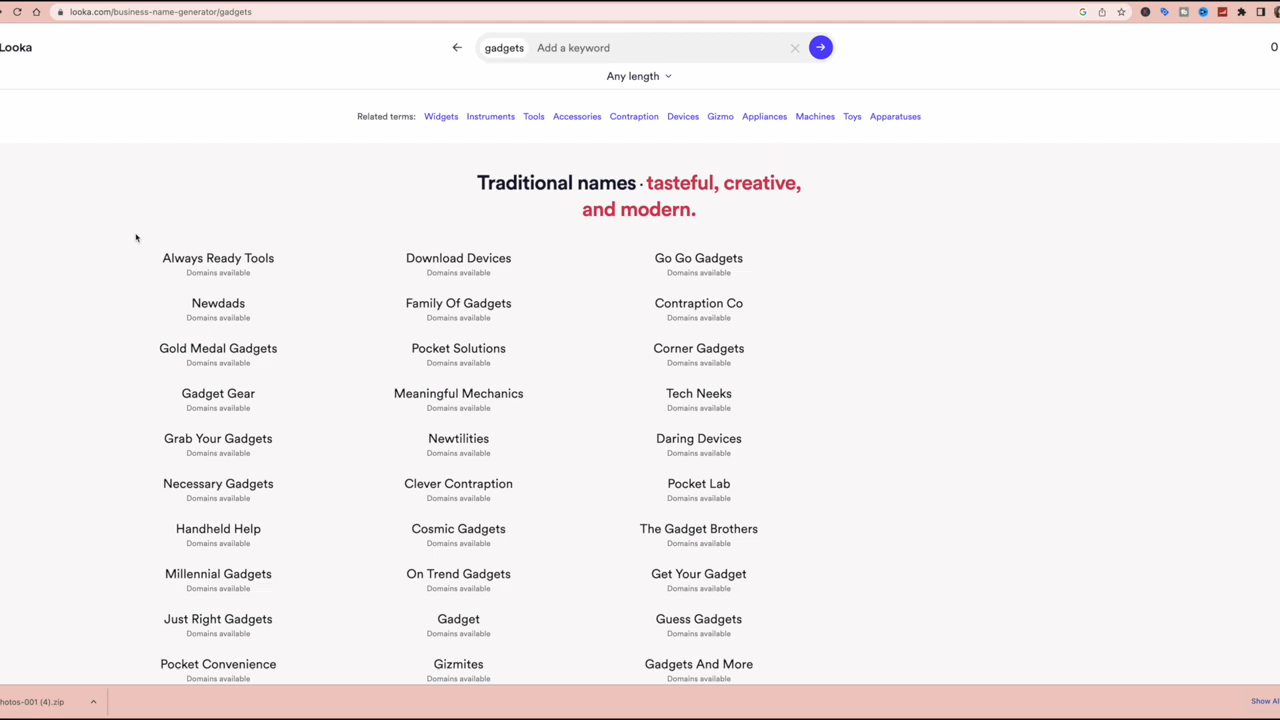 looka.com/business-name-generator/gadgets
Looka
gadgets Add a keyword
0
Any length
Related terms: Widgets Instruments Tools Accessories Contraption Devices Gizmo Appliances Machines Toys Apparatuses
Traditional names · tasteful, creative,
and modern.
Always Ready Tools Download Devices Go Go Gadgets
Domains available Domains available Domains available
Newdads Family Of Gadgets Contraption Co
Domains available Domains available Domains available
Gold Medal Gadgets Pocket Solutions Corner Gadgets
Domains available Domains available Domains available
Gadget Gear Meaningful Mechanics Tech Neeks
Domains available Domains available Domains available
Grab Your Gadgets Newtilities Daring Devices
Domains available Domains available Domains available
Necessary Gadgets Clever Contraption Pocket Lab
Domains available Domains available Domains available
Handheld Help Cosmic Gadgets The Gadget Brothers
Domains available Domains available Domains available
Millennial Gadgets On Trend Gadgets Get Your Gadget
Domains available Domains available Domains available
Just Right Gadgets Gadget Guess Gadgets
Domains available Domains available Domains available
Pocket Convenience Gizmites Gadgets And More
Domains available Domains available Domains available
hotos-001 (4).zip Show Al